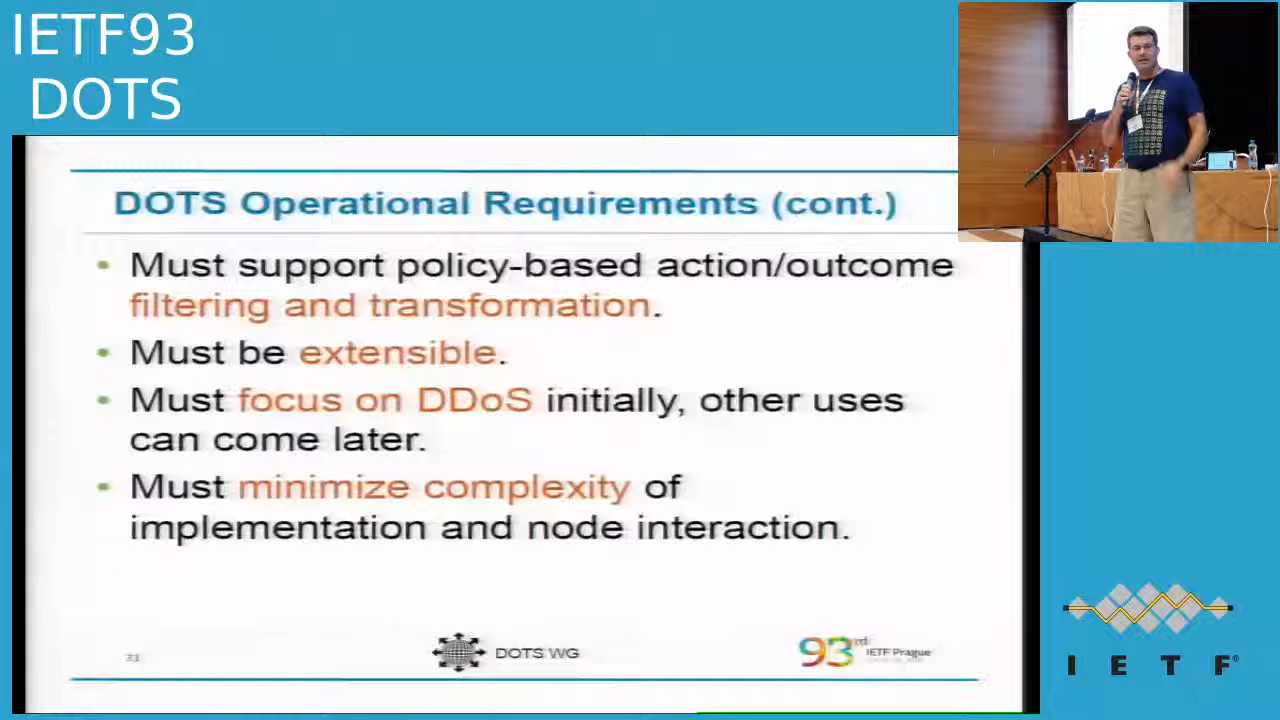 IETF93
DOTS
DOTS Operational Requirements (cont.)
• Must support policy-based action/outcome
filtering and transformation.
• Must be extensible.
• Must focus on DDoS initially, other uses
can come later.
• Must minimize complexity of
implementation and node interaction.
31
DOTS WG
93rd
IETF Prague
I E T F®